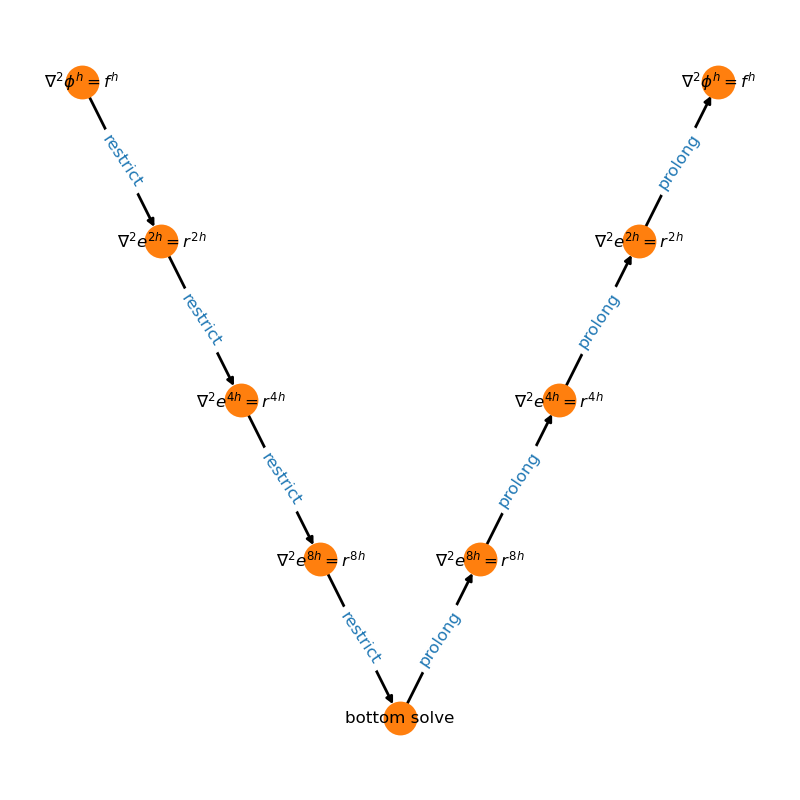 ∇²ϕʰ = fʰ
∇²ϕʰ = fʰ
restrict
prolong
∇²e²ʰ = r²ʰ
∇²e²ʰ = r²ʰ
restrict
prolong
∇²e⁴ʰ = r⁴ʰ
∇²e⁴ʰ = r⁴ʰ
restrict
prolong
∇²e⁸ʰ = r⁸ʰ
∇²e⁸ʰ = r⁸ʰ
restrict
prolong
bottom solve